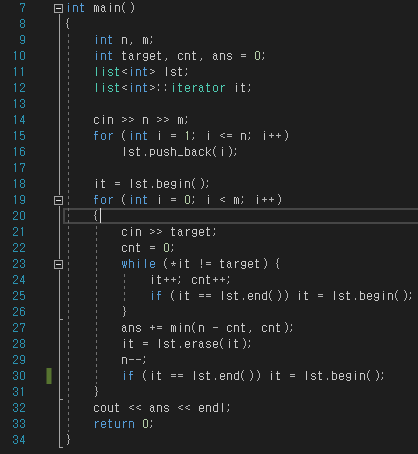 7 int main()
8 {
9 int n, m;
10 int target, cnt, ans = 0;
11 list<int> lst;
12 list<int>::iterator it;
13
14 cin >> n >> m;
15 for (int i = 1; i <= n; i++)
16 lst.push_back(i);
17
18 it = lst.begin();
19 for (int i = 0; i < m; i++)
20 {
21 cin >> target;
22 cnt = 0;
23 while (*it != target) {
24 it++; cnt++;
25 if (it == lst.end()) it = lst.begin();
26 }
27 ans += min(n - cnt, cnt);
28 it = lst.erase(it);
29 n--;
30 if (it == lst.end()) it = lst.begin();
31 }
32 cout << ans << endl;
33 return 0;
34 }